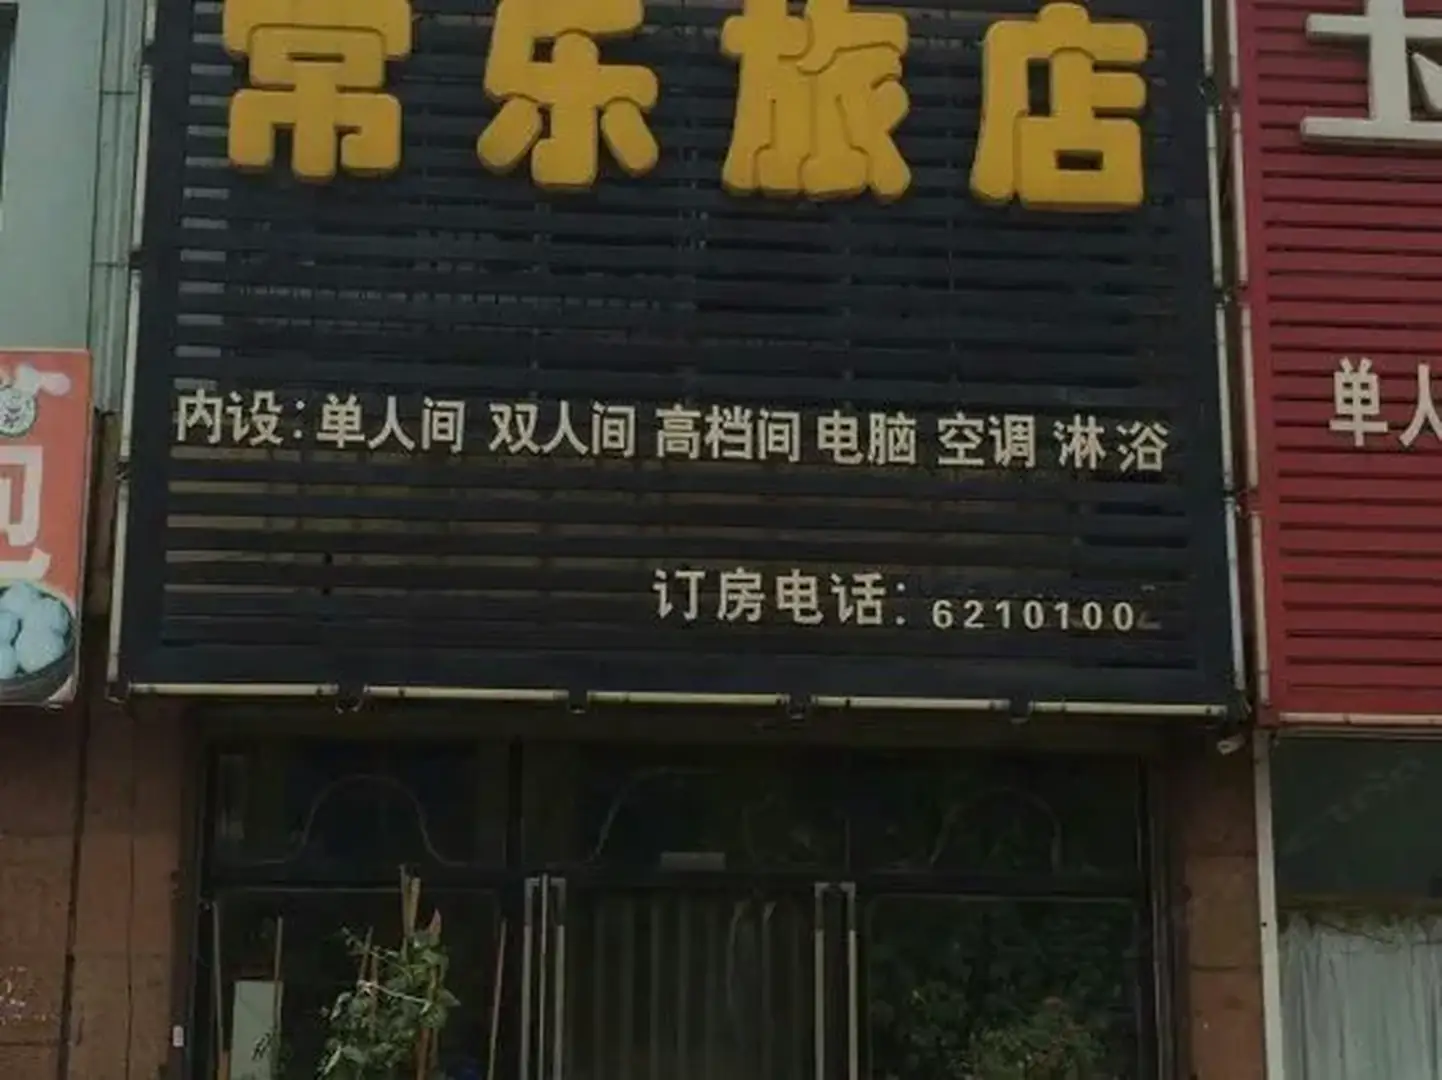 常乐旅店
内设:单人间 双人间 高档间 电脑 空调 淋浴
订房电话:6210100
单人